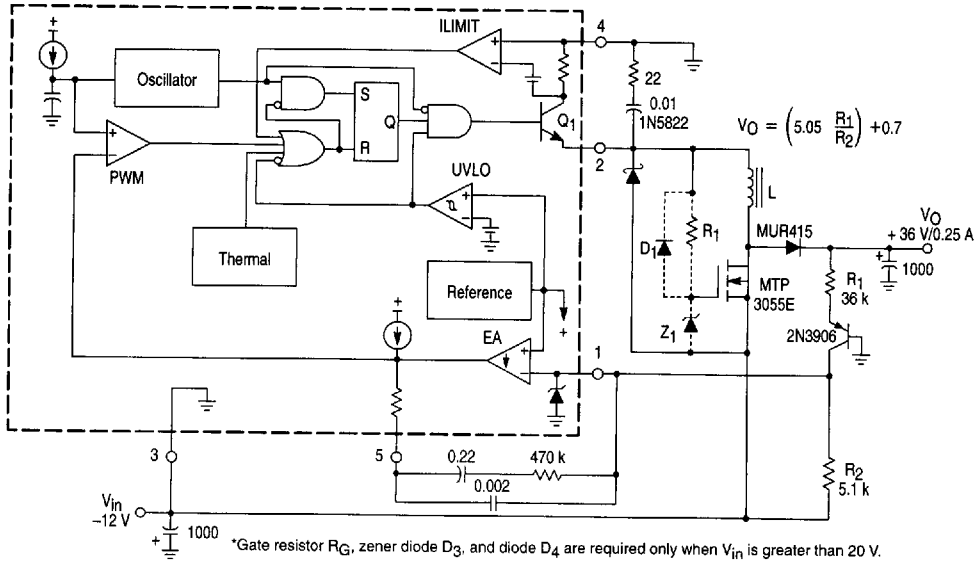 ILIMIT
4
+
+
–
Oscillator
22
S
0.01
1N5822
Q
Q1
VO = (5.05 R1/R2) +0.7
+
–
R
2
PWM
UVLO
+
–
L
VO
+ 36 V/0.25 A
MUR415
Thermal
D1
R1
+
1000
Reference
MTP
3055E
R1
36 k
+
+
Z1
2N3906
EA
+
–
1
3
5
0.22
470 k
0.002
R2
5.1 k
Vin
–12 V
+
1000
*Gate resistor RG, zener diode D3, and diode D4 are required only when Vin is greater than 20 V.